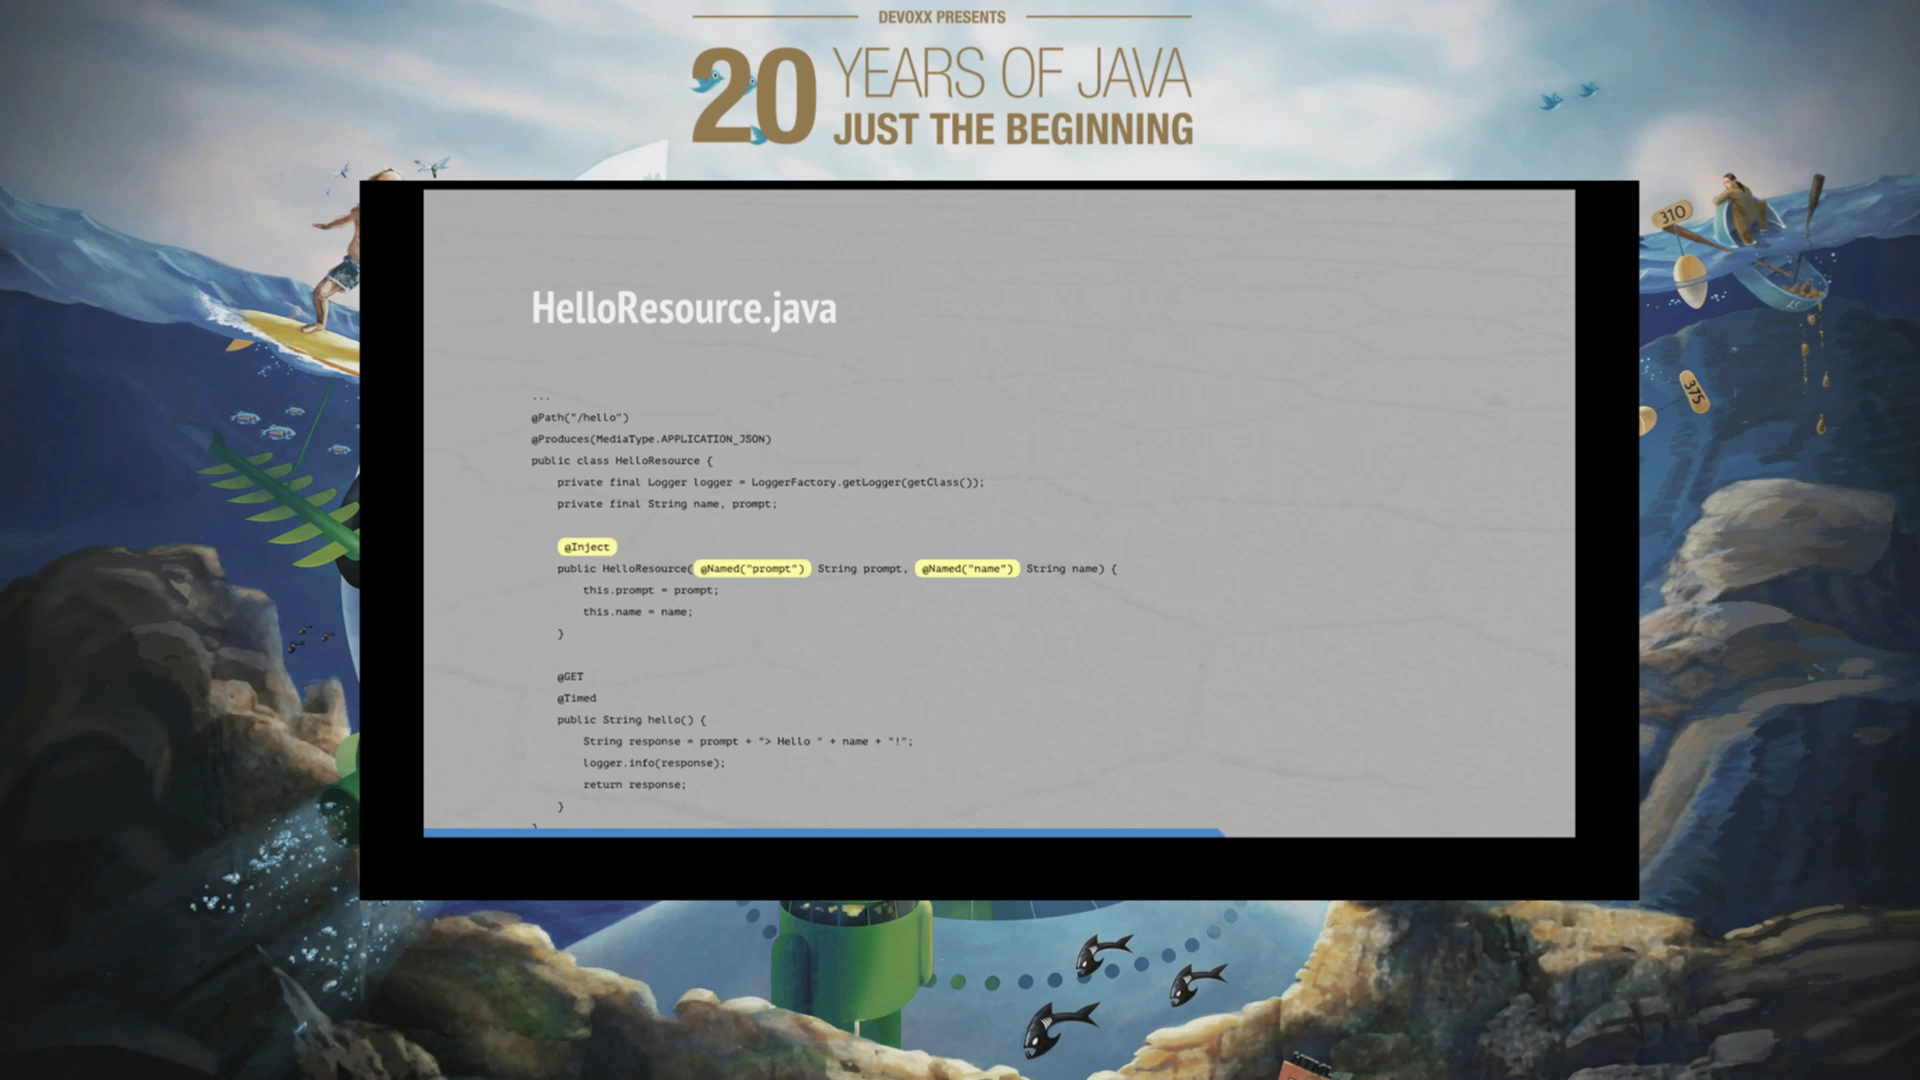 DEVOXX PRESENTS
20 YEARS OF JAVA
JUST THE BEGINNING
310
375
HelloResource.java
...
@Path("/hello")
@Produces(MediaType.APPLICATION_JSON)
public class HelloResource {
private final Logger logger = LoggerFactory.getLogger(getClass());
private final String name, prompt;
@Inject
public HelloResource(@Named("prompt") String prompt, @Named("name") String name) {
this.prompt = prompt;
this.name = name;
}
@GET
@Timed
public String hello() {
String response = prompt + "> Hello " + name + "!";
logger.info(response);
return response;
}
}